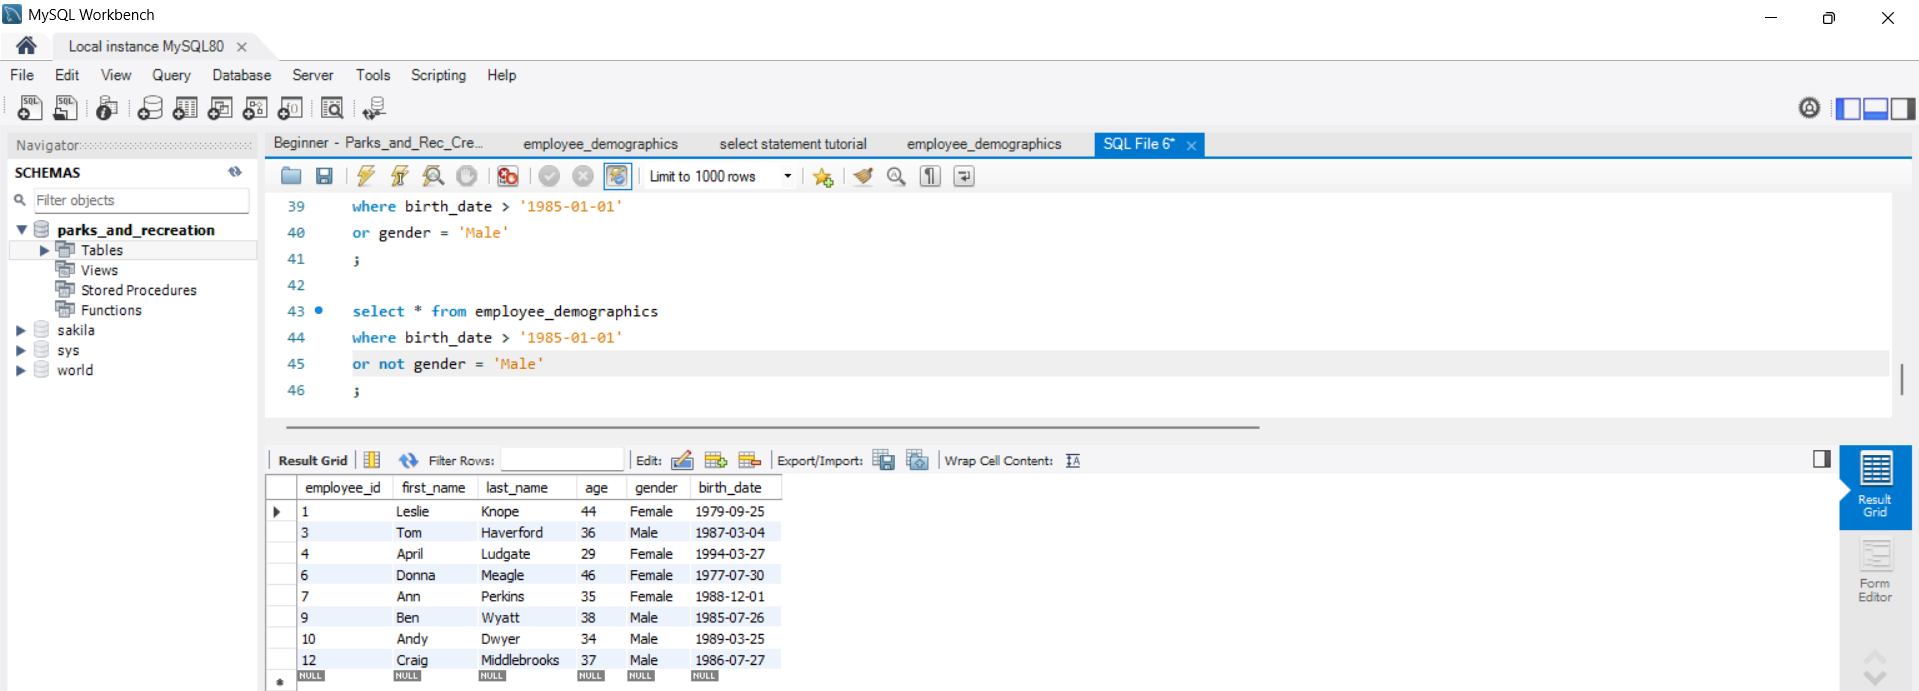 MySQL Workbench
Local instance MySQL80
File Edit View Query Database Server Tools Scripting Help
Navigator
SCHEMAS
Filter objects
parks_and_recreation
Tables
Views
Stored Procedures
Functions
sakila
sys
world
Beginner - Parks_and_Rec_Cre... employee_demographics select statement tutorial employee_demographics SQL File 6*
Limit to 1000 rows
39 where birth_date > '1985-01-01'
40 or gender = 'Male'
41 ;
42
43 select * from employee_demographics
44 where birth_date > '1985-01-01'
45 or not gender = 'Male'
46 ;
Result Grid Filter Rows: Edit: Export/Import: Wrap Cell Content:
employee_id first_name last_name age gender birth_date
1 Leslie Knope 44 Female 1979-09-25
3 Tom Haverford 36 Male 1987-03-04
4 April Ludgate 29 Female 1994-03-27
6 Donna Meagle 46 Female 1977-07-30
7 Ann Perkins 35 Female 1988-12-01
9 Ben Wyatt 38 Male 1985-07-26
10 Andy Dwyer 34 Male 1989-03-25
12 Craig Middlebrooks 37 Male 1986-07-27
NULL NULL NULL NULL NULL NULL
Result
Grid
Form
Editor